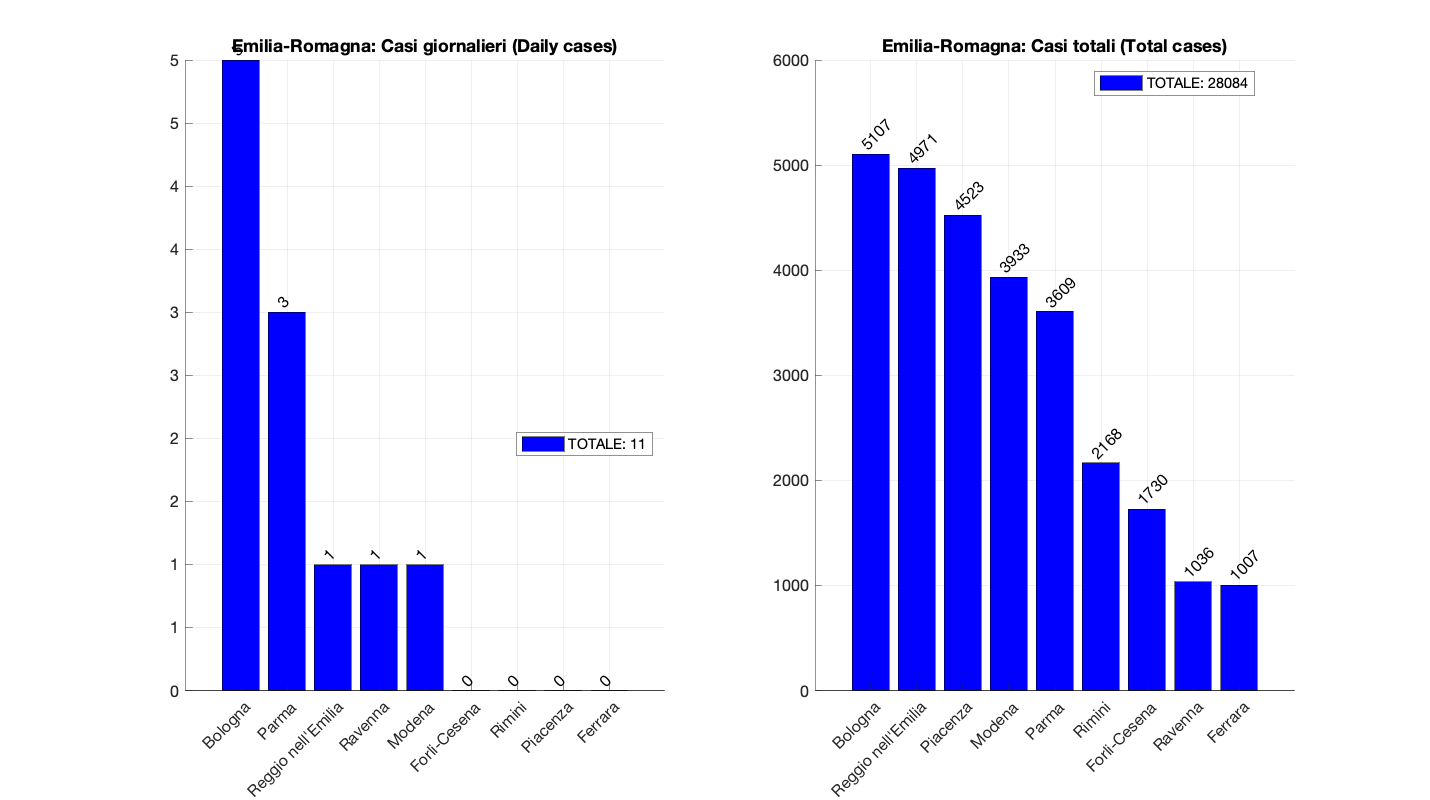 Emilia-Romagna: Casi giornalieri (Daily cases)
5
5
5
4
4
3
3
2
2
1
1
0
3
1
1
1
0
0
0
0
TOTALE: 11
Bologna
Parma
Reggio nell'Emilia
Ravenna
Modena
Forlì-Cesena
Rimini
Piacenza
Ferrara
Emilia-Romagna: Casi totali (Total cases)
6000
5000
4000
3000
2000
1000
0
TOTALE: 28084
5107
4971
4523
3933
3609
2168
1730
1036
1007
Bologna
Reggio nell'Emilia
Piacenza
Modena
Parma
Rimini
Forlì-Cesena
Ravenna
Ferrara